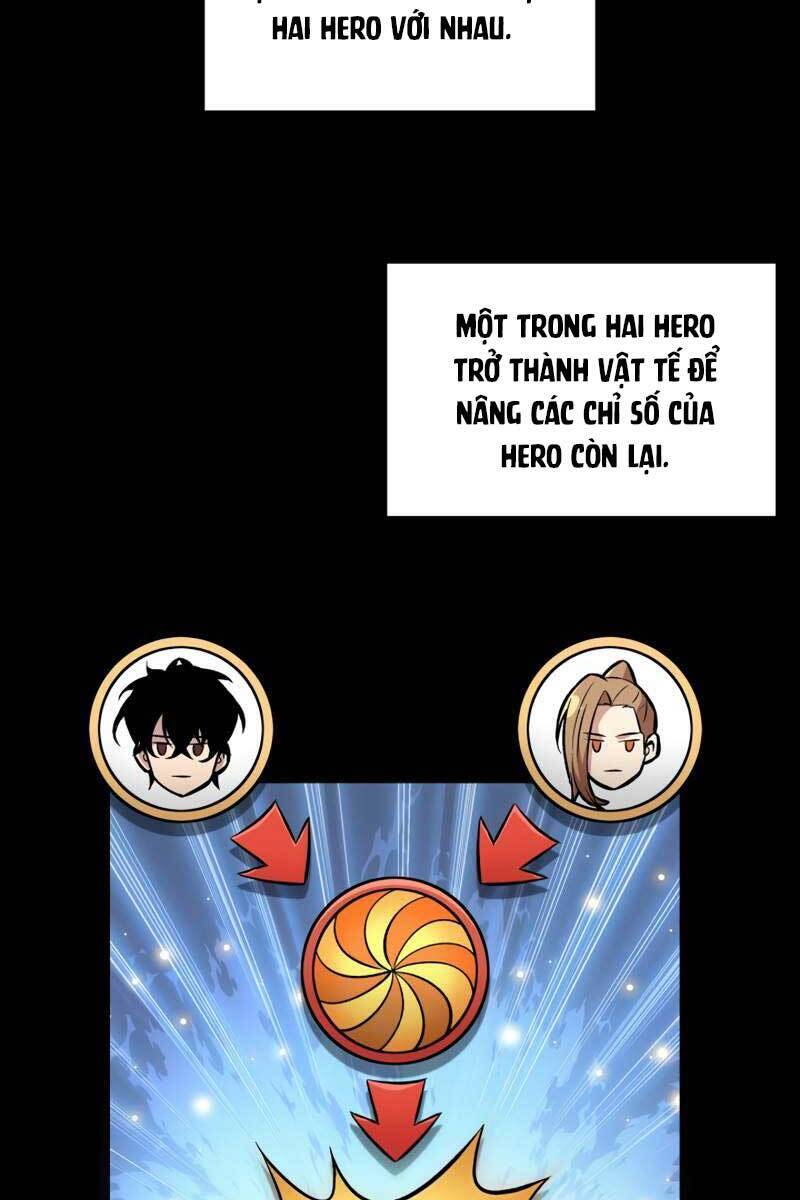 HAI HERO VỚI NHAU.
MỘT TRONG HAI HERO
TRỞ THÀNH VẬT TẾ ĐỂ
NÂNG CÁC CHỈ SỐ CỦA
HERO CÒN LẠI.